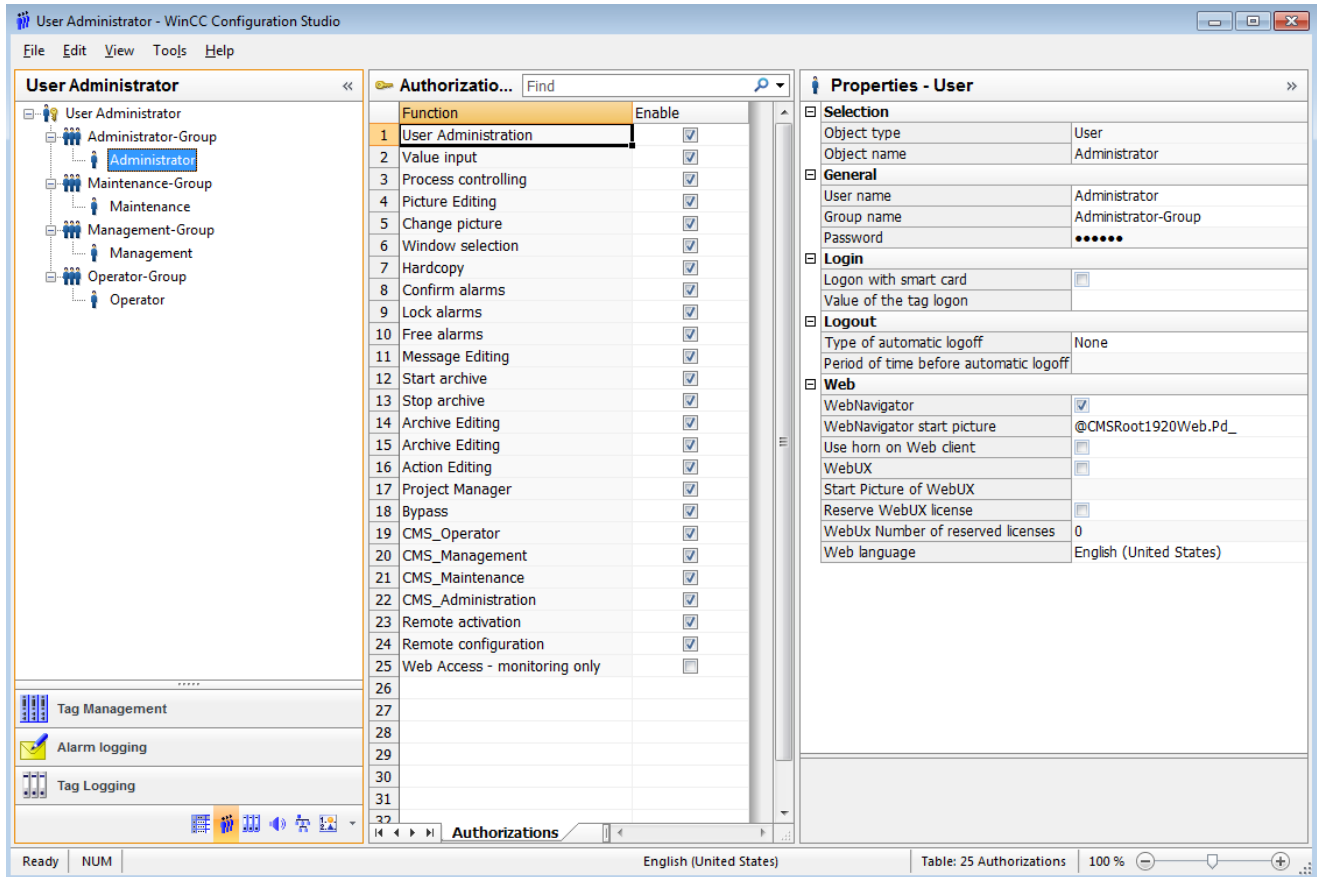 User Administrator - WinCC Configuration Studio
File Edit View Tools Help
User Administrator «
User Administrator
Administrator-Group
Administrator
Maintenance-Group
Maintenance
Management-Group
Management
Operator-Group
Operator
Tag Management
Alarm logging
Tag Logging
Authorizatio... Find
Function Enable
1 User Administration
2 Value input
3 Process controlling
4 Picture Editing
5 Change picture
6 Window selection
7 Hardcopy
8 Confirm alarms
9 Lock alarms
10 Free alarms
11 Message Editing
12 Start archive
13 Stop archive
14 Archive Editing
15 Archive Editing
16 Action Editing
17 Project Manager
18 Bypass
19 CMS_Operator
20 CMS_Management
21 CMS_Maintenance
22 CMS_Administration
23 Remote activation
24 Remote configuration
25 Web Access - monitoring only
26
27
28
29
30
31
32
Authorizations
Properties - User »
Selection
Object type User
Object name Administrator
General
User name Administrator
Group name Administrator-Group
Password ●●●●●●
Login
Logon with smart card
Value of the tag logon
Logout
Type of automatic logoff None
Period of time before automatic logoff
Web
WebNavigator
WebNavigator start picture @CMSRoot1920Web.Pd_
Use horn on Web client
WebUX
Start Picture of WebUX
Reserve WebUX license
WebUx Number of reserved licenses 0
Web language English (United States)
Ready NUM English (United States) Table: 25 Authorizations 100 %